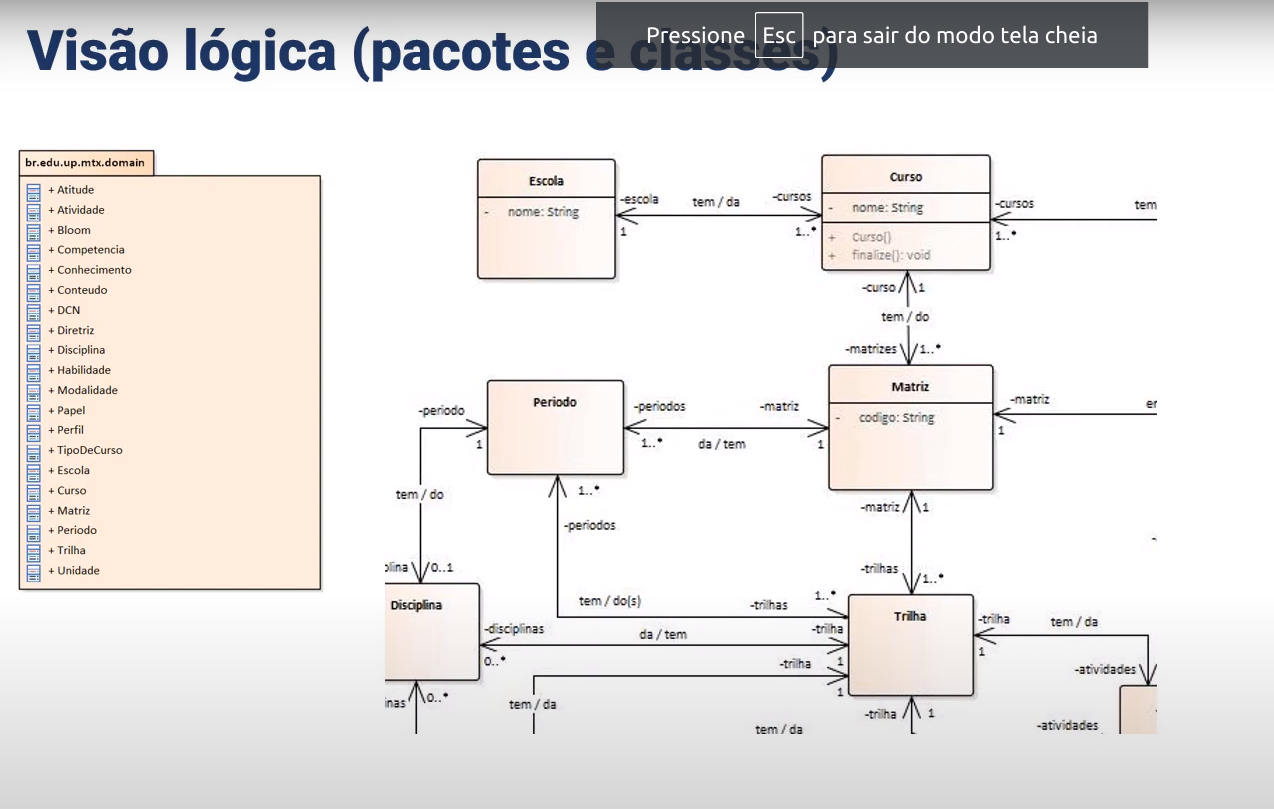 Visão lógica (pacotes e classes)
Pressione Esc para sair do modo tela cheia
br.edu.up.mtx.domain
+ Atitude
+ Atividade
+ Bloom
+ Competencia
+ Conhecimento
+ Conteudo
+ DCN
+ Diretriz
+ Disciplina
+ Habilidade
+ Modalidade
+ Papel
+ Perfil
+ TipoDeCurso
+ Escola
+ Curso
+ Matriz
+ Periodo
+ Trilha
+ Unidade
Escola
- nome: String
-escola
1
tem / da
-cursos
1..*
Curso
- nome: String
+ Curso()
+ finalize(): void
-cursos
1..*
tem
-curso 1
tem / do
-matrizes 1..*
Matriz
- codigo: String
-matriz
1
er
Periodo
-periodo
1
-periodos
1..*
da / tem
-matriz
1
tem / do
1..*
-periodos
-matriz 1
-trilhas
1..*
plina 0..1
Disciplina
tem / do(s)
-trilhas
1..*
Trilha
-disciplinas
0..*
da / tem
-trilha
1
-trilha
1
tem / da
-trilha
1
tem / da
-atividades
inas 0..*
tem / da
-trilha 1
-atividades